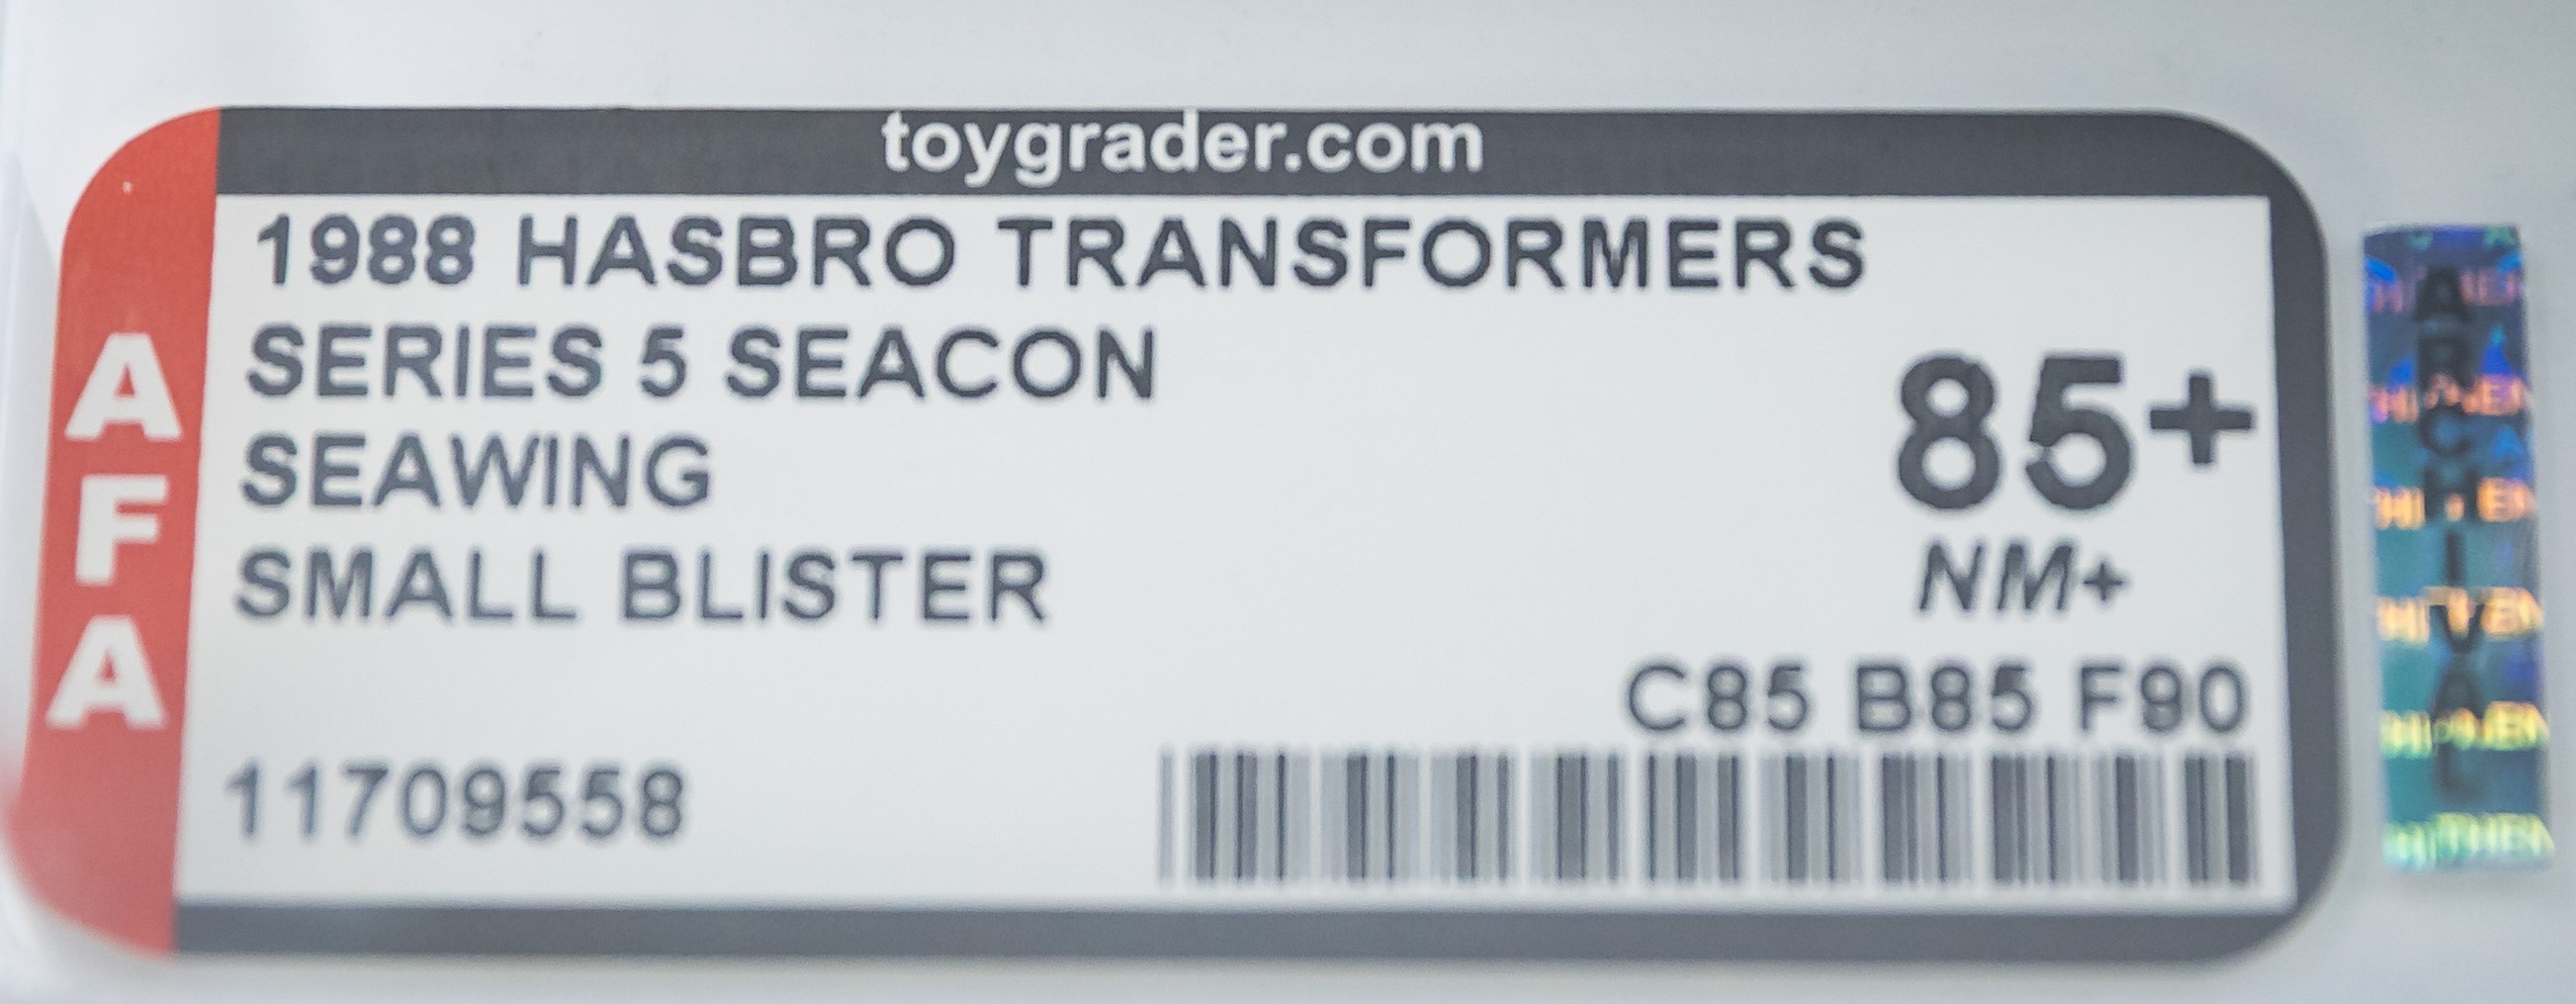 toygrader.com
AFA
1988 HASBRO TRANSFORMERS
SERIES 5 SEACON
SEAWING
SMALL BLISTER
85+
NM+
C85 B85 F90
11709558
ARCHIVAL